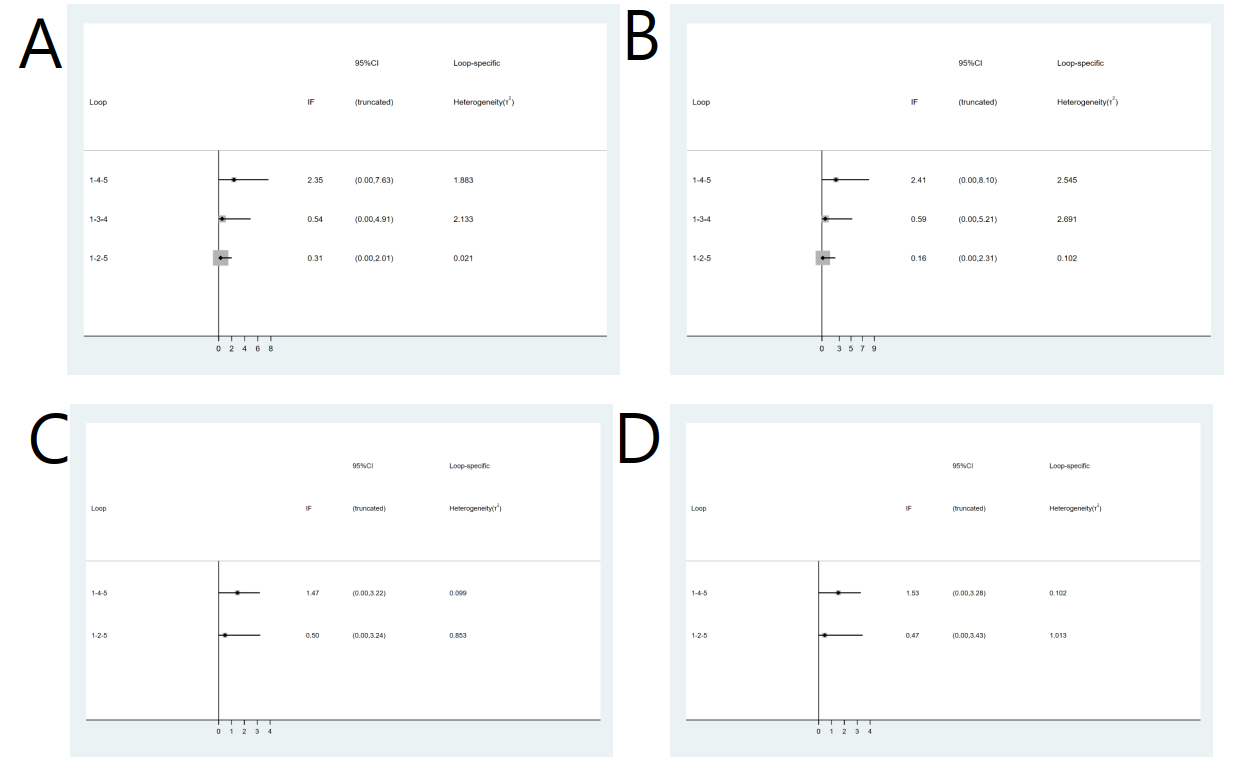 A
95%CI Loop-specific
Loop IF (truncated) Heterogeneity(τ²)
1-4-5 2.35 (0.00,7.63) 1.883
1-3-4 0.54 (0.00,4.91) 2.133
1-2-5 0.31 (0.00,2.01) 0.021
0 2 4 6 8
B
95%CI Loop-specific
Loop IF (truncated) Heterogeneity(τ²)
1-4-5 2.41 (0.00,8.10) 2.545
1-3-4 0.59 (0.00,5.21) 2.691
1-2-5 0.16 (0.00,2.31) 0.102
0 3 5 7 9
C
95%CI Loop-specific
Loop IF (truncated) Heterogeneity(τ²)
1-4-5 1.47 (0.00,3.22) 0.099
1-2-5 0.50 (0.00,3.24) 0.853
0 1 2 3 4
D
95%CI Loop-specific
Loop IF (truncated) Heterogeneity(τ²)
1-4-5 1.53 (0.00,3.28) 0.102
1-2-5 0.47 (0.00,3.43) 1.013
0 1 2 3 4